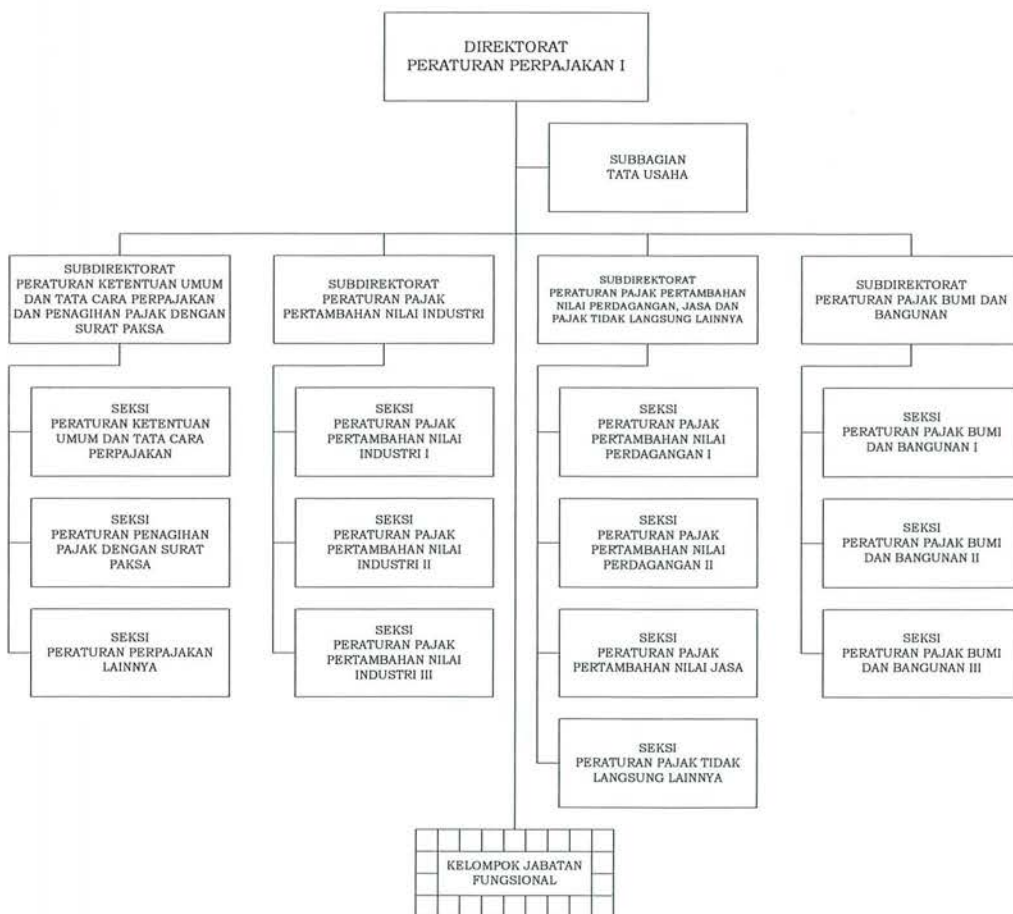 DIREKTORAT
PERATURAN PERPAJAKAN I
SUBBAGIAN
TATA USAHA
SUBDIREKTORAT
PERATURAN KETENTUAN UMUM
DAN TATA CARA PERPAJAKAN
DAN PENAGIHAN PAJAK DENGAN
SURAT PAKSA
SEKSI
PERATURAN KETENTUAN
UMUM DAN TATA CARA
PERPAJAKAN
SEKSI
PERATURAN PENAGIHAN
PAJAK DENGAN SURAT
PAKSA
SEKSI
PERATURAN PERPAJAKAN
LAINNYA
SUBDIREKTORAT
PERATURAN PAJAK
PERTAMBAHAN NILAI INDUSTRI
SEKSI
PERATURAN PAJAK
PERTAMBAHAN NILAI
INDUSTRI I
SEKSI
PERATURAN PAJAK
PERTAMBAHAN NILAI
INDUSTRI II
SEKSI
PERATURAN PAJAK
PERTAMBAHAN NILAI
INDUSTRI III
SUBDIREKTORAT
PERATURAN PAJAK PERTAMBAHAN
NILAI PERDAGANGAN, JASA DAN
PAJAK TIDAK LANGSUNG LAINNYA
SEKSI
PERATURAN PAJAK
PERTAMBAHAN NILAI
PERDAGANGAN I
SEKSI
PERATURAN PAJAK
PERTAMBAHAN NILAI
PERDAGANGAN II
SEKSI
PERATURAN PAJAK
PERTAMBAHAN NILAI JASA
SEKSI
PERATURAN PAJAK TIDAK
LANGSUNG LAINNYA
SUBDIREKTORAT
PERATURAN PAJAK BUMI DAN
BANGUNAN
SEKSI
PERATURAN PAJAK BUMI
DAN BANGUNAN I
SEKSI
PERATURAN PAJAK BUMI
DAN BANGUNAN II
SEKSI
PERATURAN PAJAK BUMI
DAN BANGUNAN III
KELOMPOK JABATAN
FUNGSIONAL